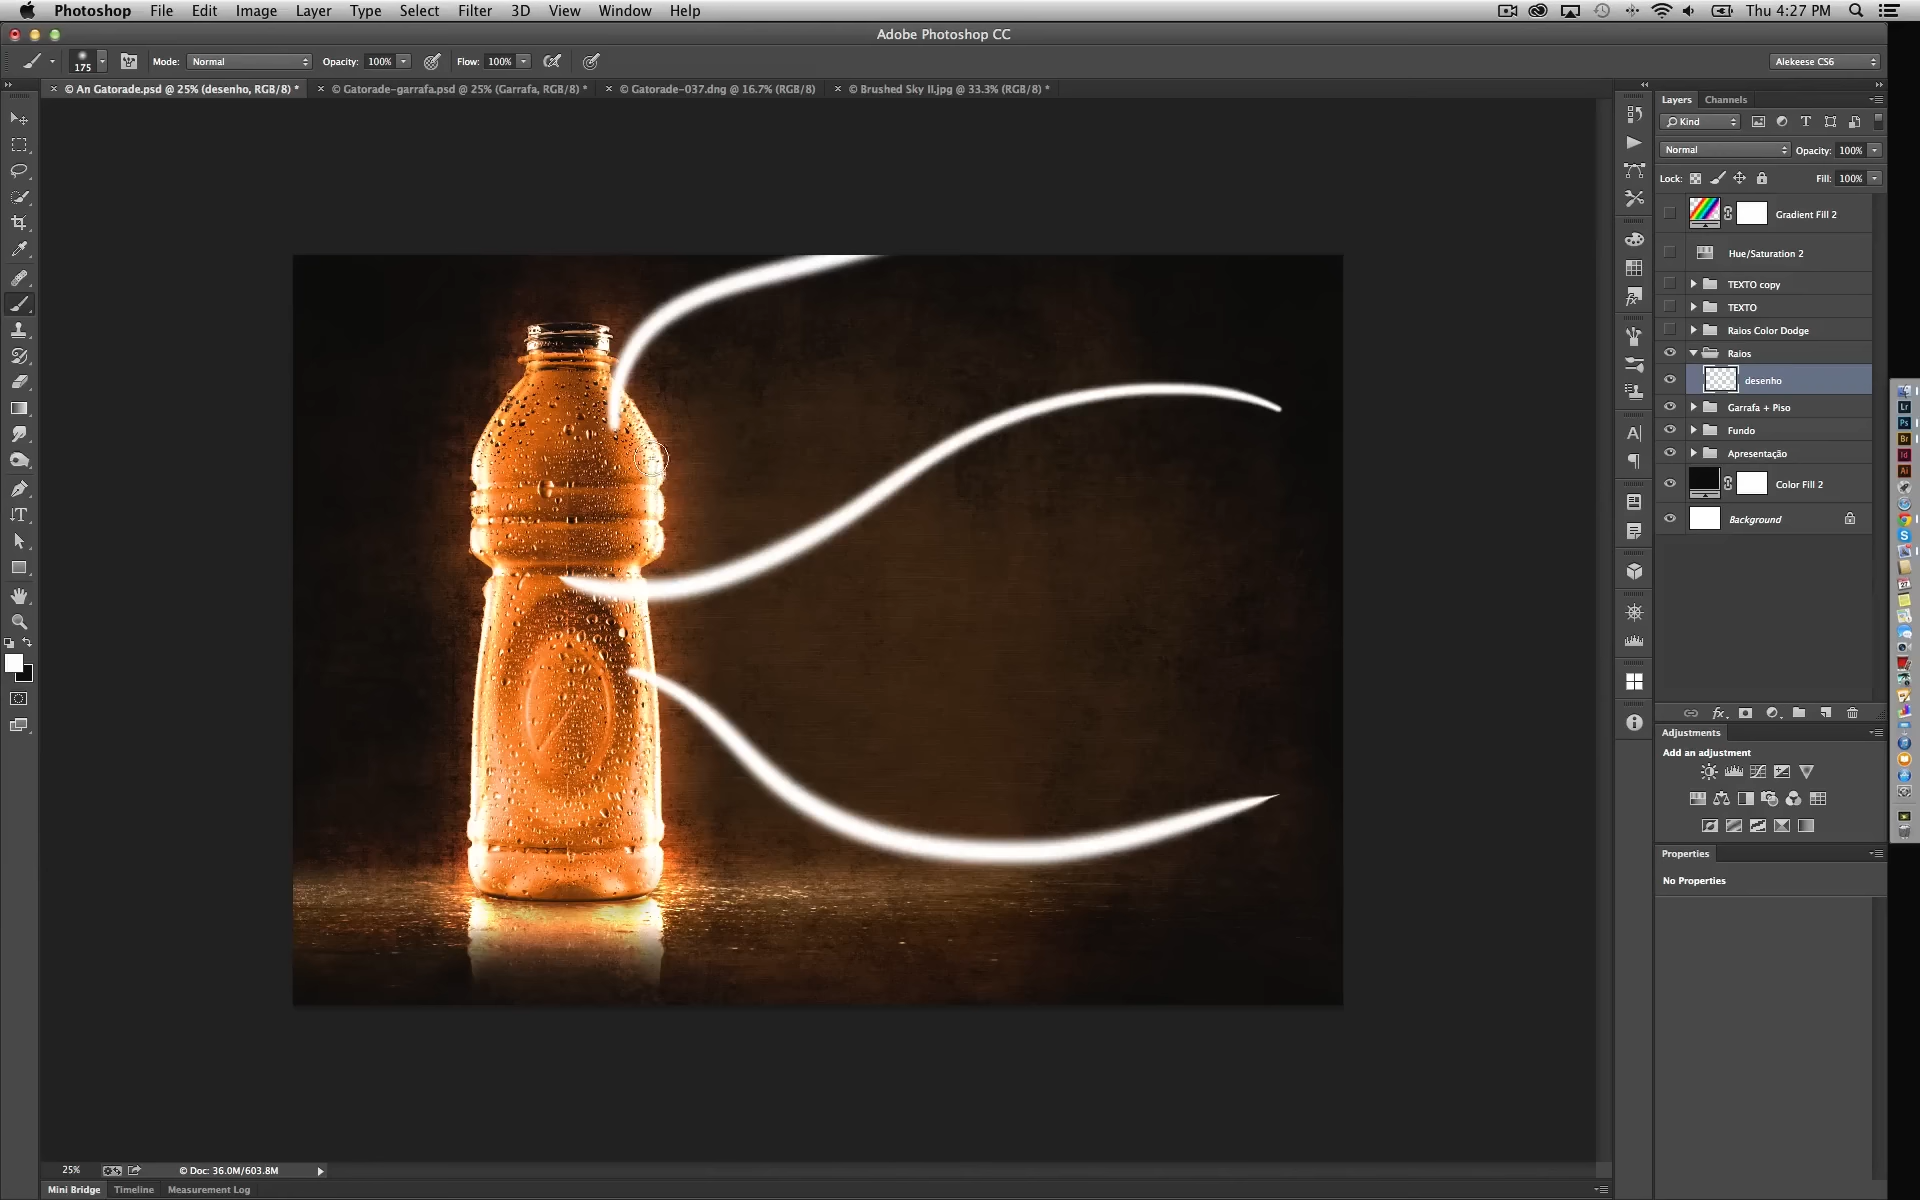 Photoshop File Edit Image Layer Type Select Filter 3D View Window Help Thu 4:27 PM
Adobe Photoshop CC
175 Mode: Normal Opacity: 100% Flow: 100% Alekeese CS6
© An Gatorade.psd @ 25% (desenho, RGB/8) * © Gatorade-garrafa.psd @ 25% (Garrafa, RGB/8) * © Gatorade-037.dng @ 16.7% (RGB/8) © Brushed Sky II.jpg @ 33.3% (RGB/8) *
Layers Channels
Kind
Normal Opacity: 100%
Lock: Fill: 100%
Gradient Fill 2
Hue/Saturation 2
TEXTO copy
TEXTO
Raios Color Dodge
Raios
desenho
Garrafa + Piso
Fundo
Apresentação
Color Fill 2
Background
Adjustments
Add an adjustment
Properties
No Properties
25% © Doc: 36.0M/603.8M
Mini Bridge Timeline Measurement Log